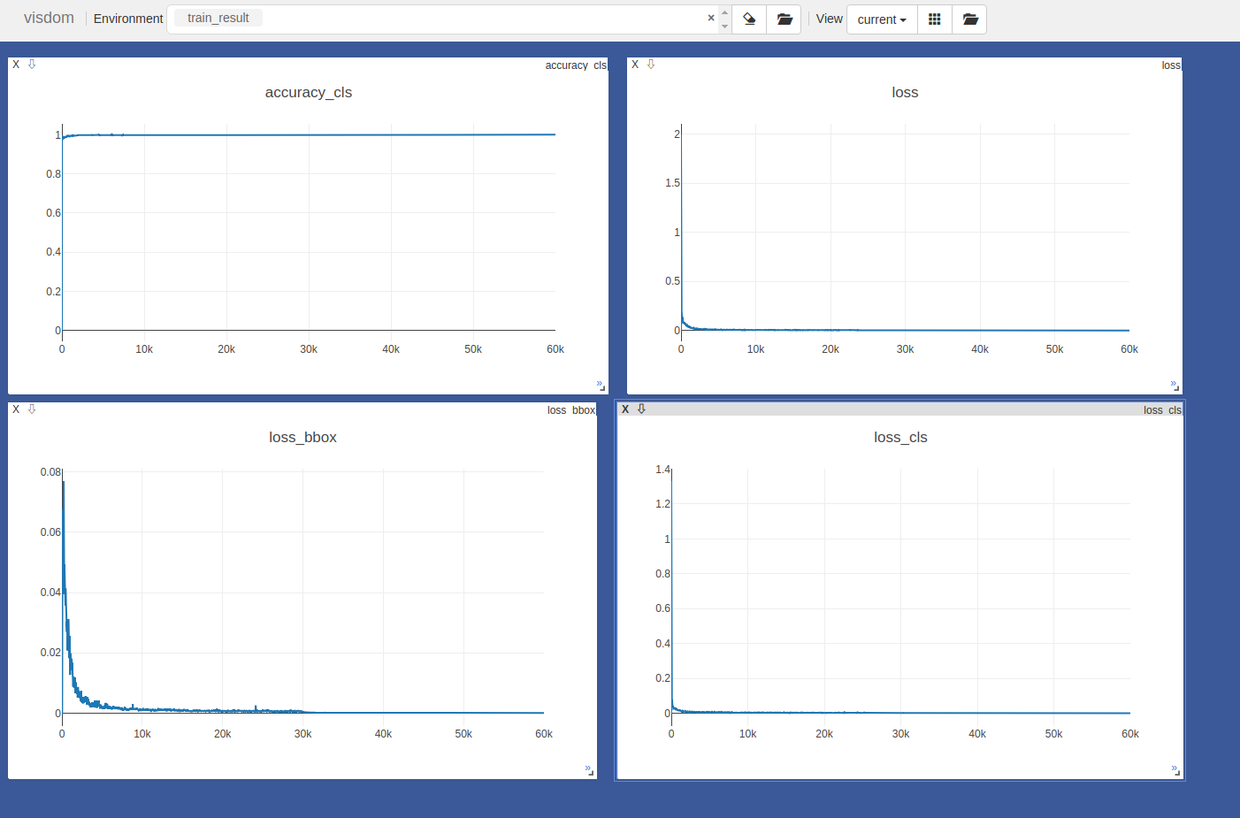 visdom Environment train_result × View current
X accuracy_cls
accuracy_cls
1
0.8
0.6
0.4
0.2
0
0 10k 20k 30k 40k 50k 60k
»
X loss
loss
2
1.5
1
0.5
0
0 10k 20k 30k 40k 50k 60k
»
X loss_bbox
loss_bbox
0.08
0.06
0.04
0.02
0
0 10k 20k 30k 40k 50k 60k
»
X loss_cls
loss_cls
1.4
1.2
1
0.8
0.6
0.4
0.2
0
0 10k 20k 30k 40k 50k 60k
»